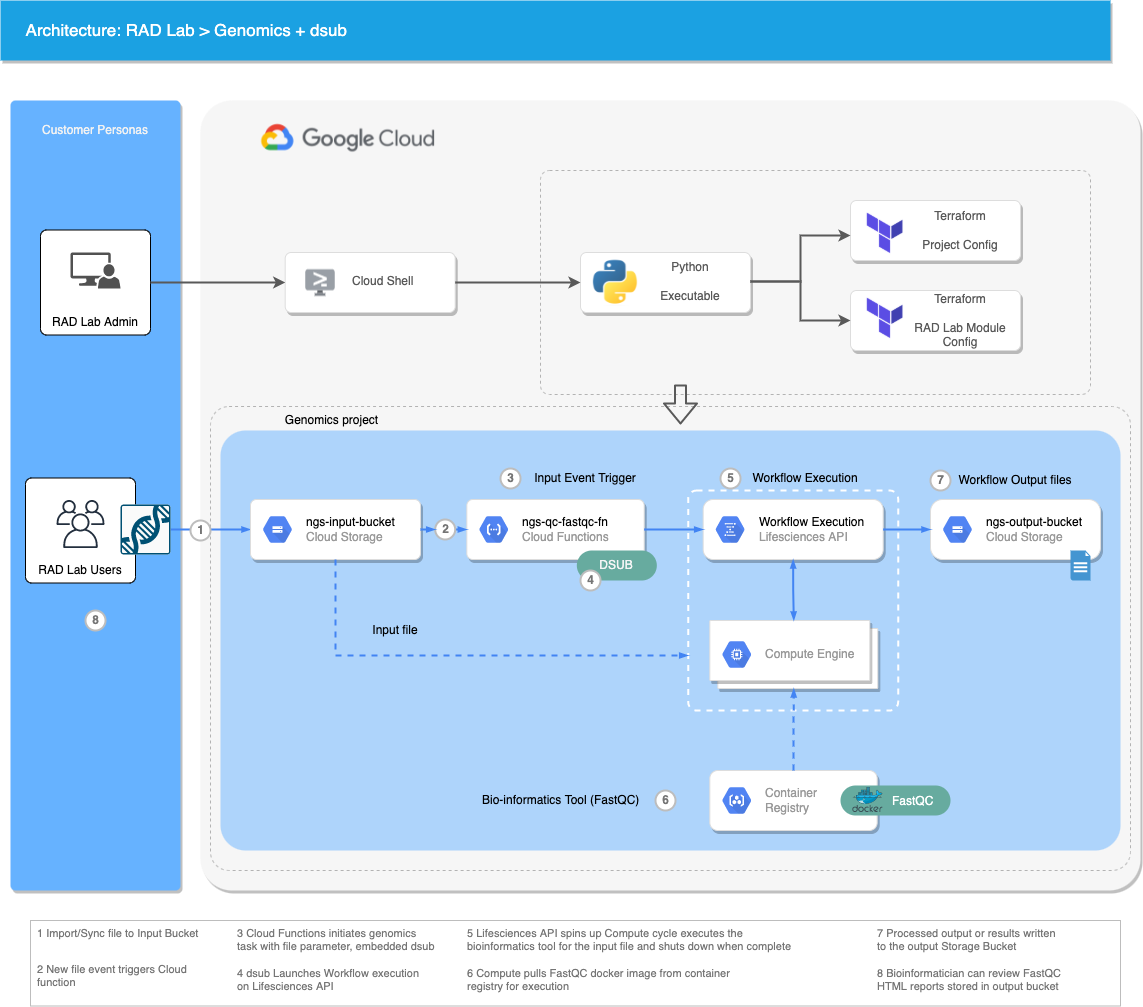 Architecture: RAD Lab > Genomics + dsub
Customer Personas
Google Cloud
RAD Lab Admin
Cloud Shell
Python
Executable
Terraform
Project Config
Terraform
RAD Lab Module
Config
Genomics project
3
Input Event Trigger
5
Workflow Execution
7
Workflow Output files
RAD Lab Users
1
ngs-input-bucket
Cloud Storage
2
ngs-qc-fastqc-fn
Cloud Functions
DSUB
4
Workflow Execution
Lifesciences API
ngs-output-bucket
Cloud Storage
8
Input file
Compute Engine
Bio-informatics Tool (FastQC)
6
Container
Registry
docker
FastQC
1 Import/Sync file to Input Bucket
2 New file event triggers Cloud
function
3 Cloud Functions initiates genomics
task with file parameter, embedded dsub
4 dsub Launches Workflow execution
on Lifesciences API
5 Lifesciences API spins up Compute cycle executes the
bioinformatics tool for the input file and shuts down when complete
6 Compute pulls FastQC docker image from container
registry for execution
7 Processed output or results written
to the output Storage Bucket
8 Bioinformatician can review FastQC
HTML reports stored in output bucket